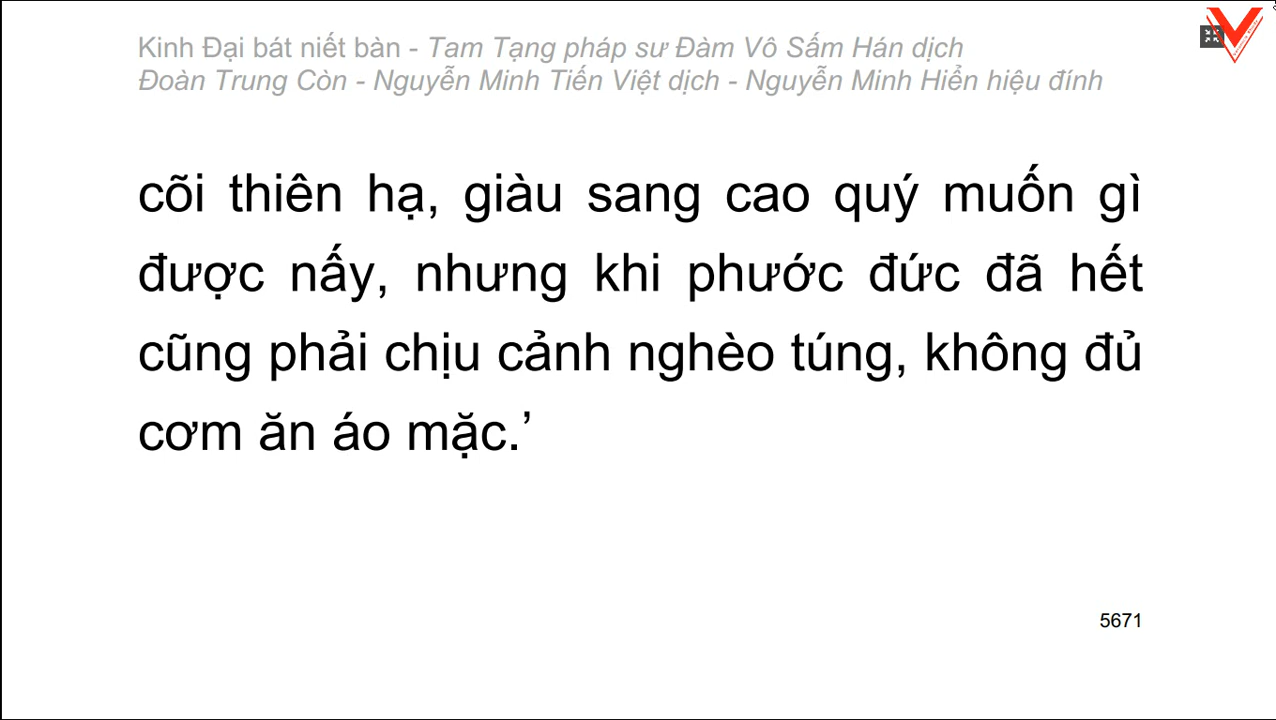 Kinh Đại bát niết bàn - Tam Tạng pháp sư Đàm Vô Sấm Hán dịch
Đoàn Trung Còn - Nguyễn Minh Tiến Việt dịch - Nguyễn Minh Hiển hiệu đính
cõi thiên hạ, giàu sang cao quý muốn gì
được nấy, nhưng khi phước đức đã hết
cũng phải chịu cảnh nghèo túng, không đủ
cơm ăn áo mặc.’
5671